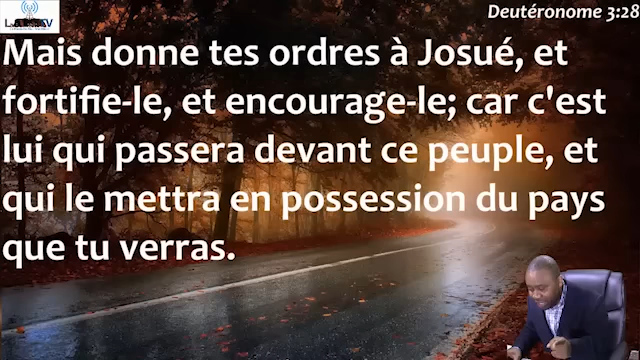 Deutéronome 3:28
Mais donne tes ordres à Josué, et
fortifie-le, et encourage-le; car c'est
lui qui passera devant ce peuple, et
qui le mettra en possession du pays
que tu verras.